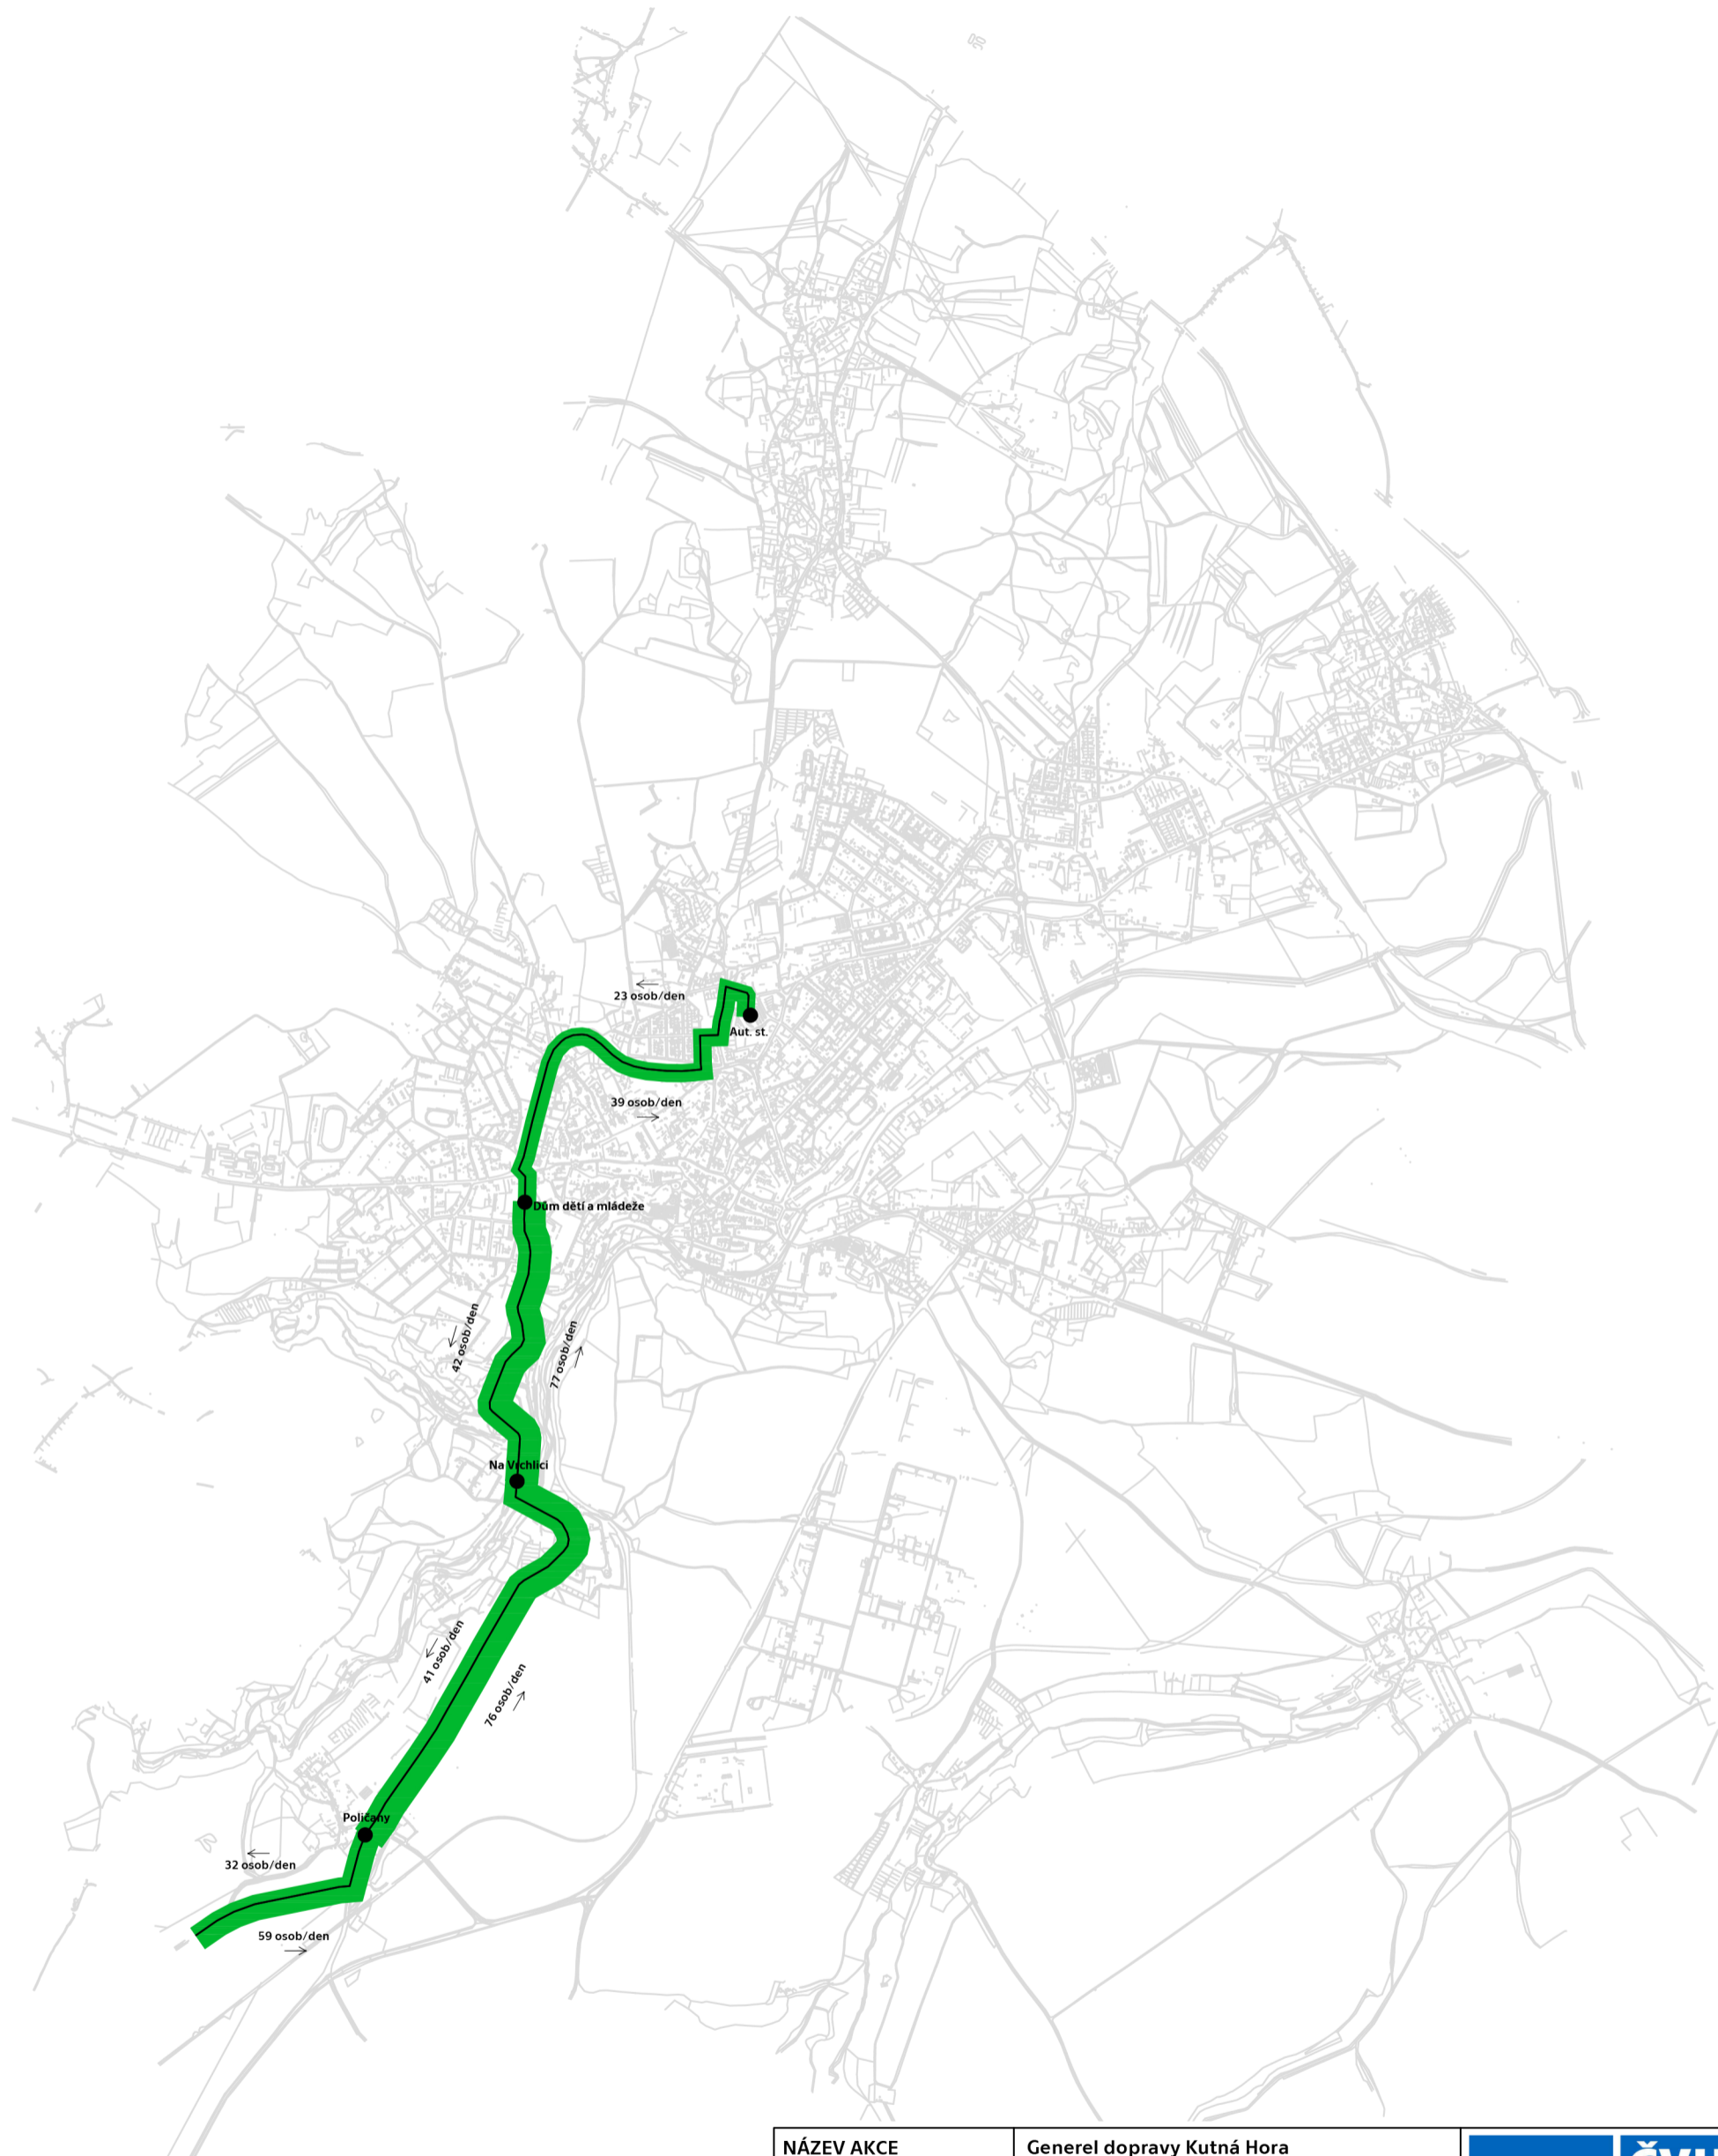 23 osob/den
Aut. st.
39 osob/den
Dům dětí a mládeže
42 osob/den
77 osob/den
Na Vrchlici
41 osob/den
76 osob/den
Poličany
32 osob/den
59 osob/den
NÁZEV AKCE
Generel dopravy Kutná Hora